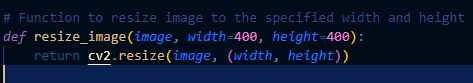 # Function to resize image to the specified width and height
def resize_image(image, width=400, height=400):
    return cv2.resize(image, (width, height))